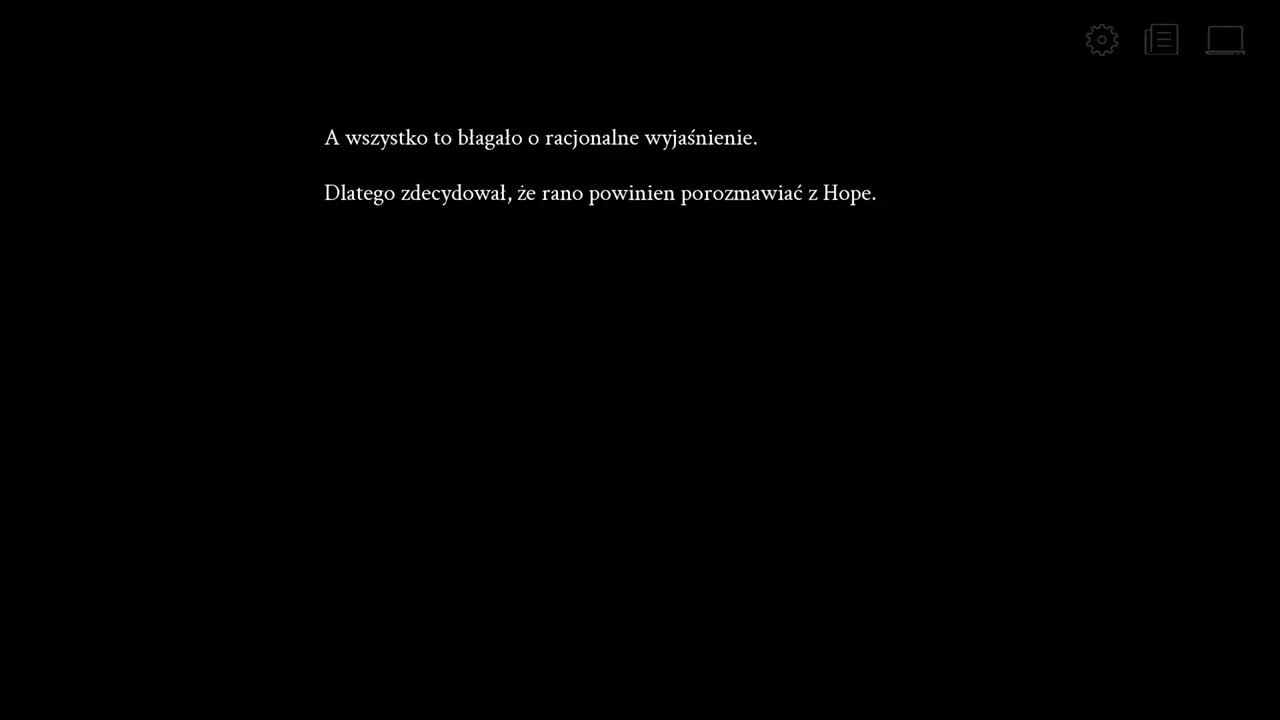 A wszystko to błagało o racjonalne wyjaśnienie.
Dlatego zdecydował, że rano powinien porozmawiać z Hope.